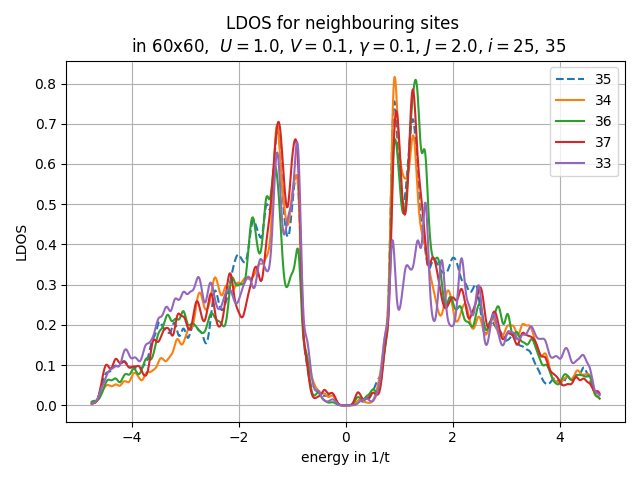 LDOS for neighbouring sites
in 60x60, U = 1.0, V = 0.1, γ = 0.1, J = 2.0, i = 25, 35
LDOS
0.8
0.7
0.6
0.5
0.4
0.3
0.2
0.1
0.0
35
34
36
37
33
−4 −2 0 2 4
energy in 1/t